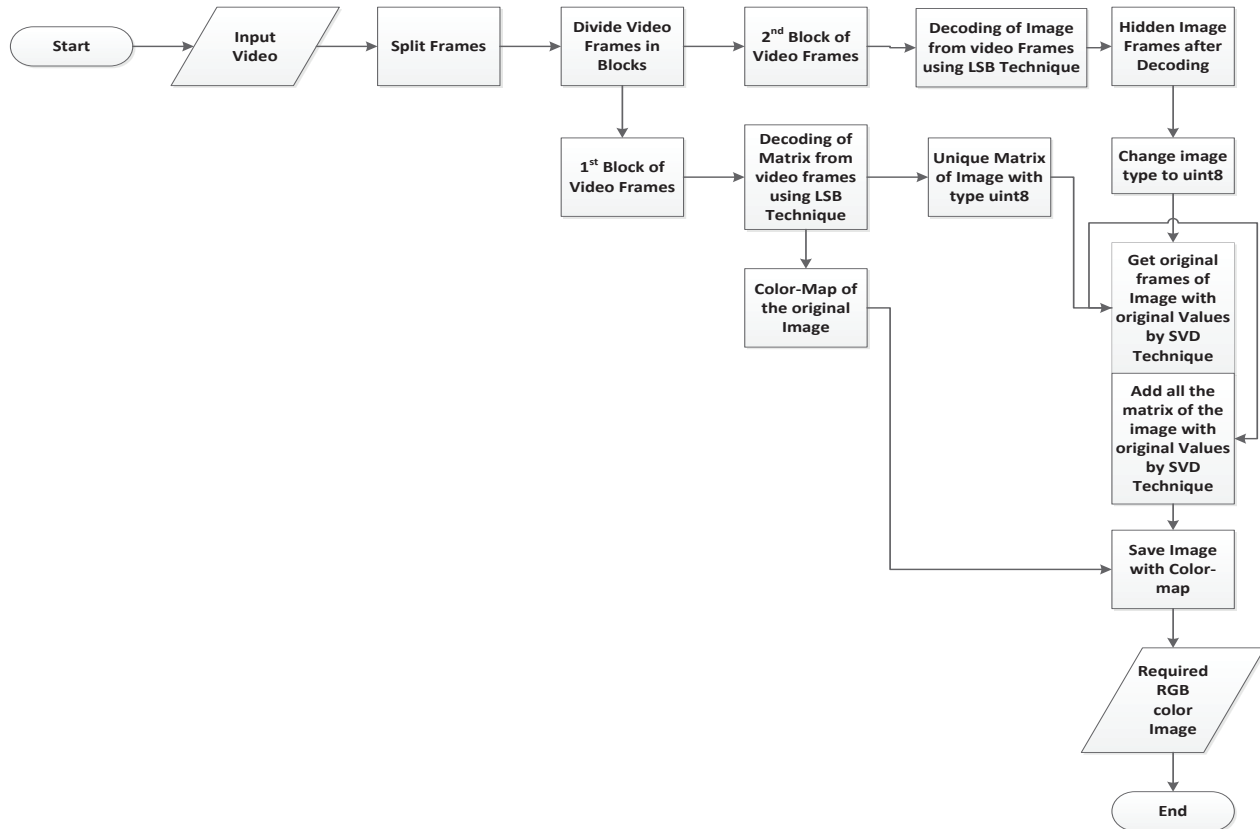 Start
Input
Video
Split Frames
Divide Video
Frames in
Blocks
2nd Block of
Video Frames
Decoding of Image
from video Frames
using LSB Technique
Hidden Image
Frames after
Decoding
1st Block of
Video Frames
Decoding of
Matrix from
video frames
using LSB
Technique
Unique Matrix
of Image with
type uint8
Change image
type to uint8
Color-Map of
the original
Image
Get original
frames of
Image with
original Values
by SVD
Technique
Add all the
matrix of the
image with
original Values
by SVD
Technique
Save Image
with Color-
map
Required
RGB
color
Image
End